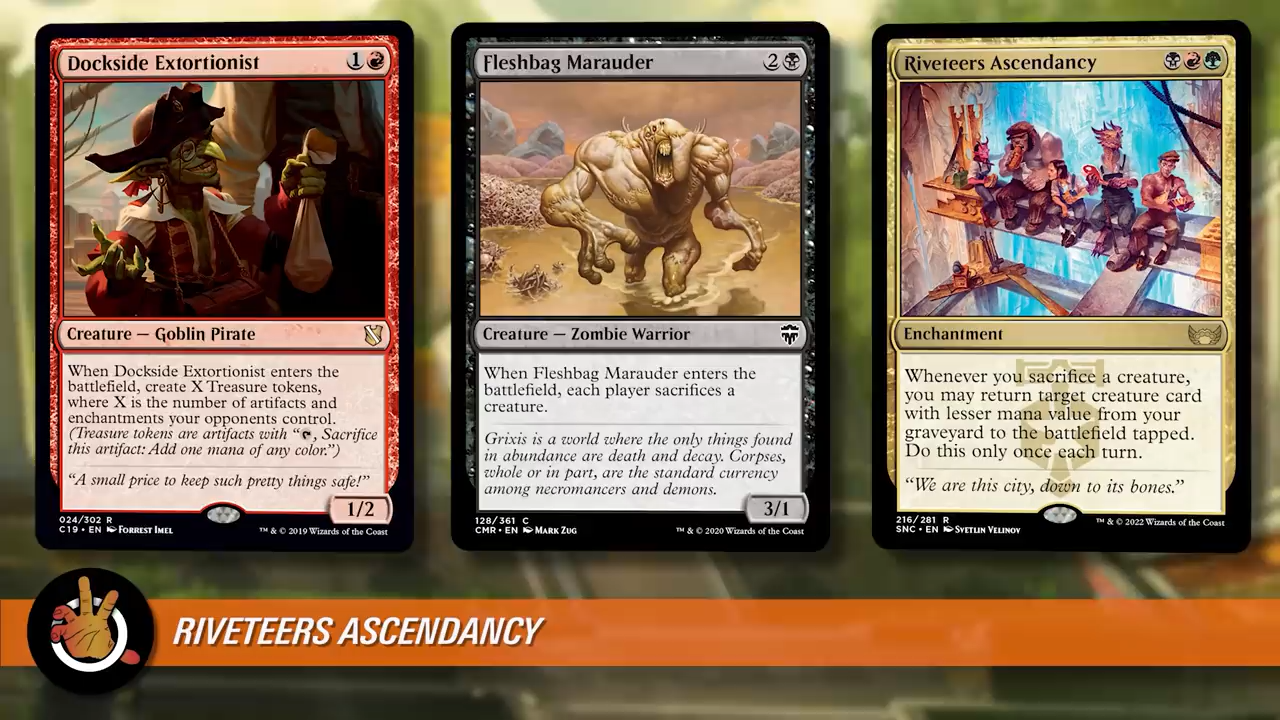 Dockside Extortionist 1
Creature — Goblin Pirate
When Dockside Extortionist enters the
battlefield, create X Treasure tokens,
where X is the number of artifacts and
enchantments your opponents control.
(Treasure tokens are artifacts with “, Sacrifice
this artifact: Add one mana of any color.”)
“A small price to keep such pretty things safe!”
1/2
024/302 R
C19 • EN Forrest Imel
™ & © 2019 Wizards of the Coast
Fleshbag Marauder 2
Creature — Zombie Warrior
When Fleshbag Marauder enters the
battlefield, each player sacrifices a
creature.
Grixis is a world where the only things found
in abundance are death and decay. Corpses,
whole or in part, are the standard currency
among necromancers and demons.
3/1
128/361 C
CMR • EN Mark Zug
™ & © 2020 Wizards of the Coast
Riveteers Ascendancy
Enchantment
Whenever you sacrifice a creature,
you may return target creature card
with lesser mana value from your
graveyard to the battlefield tapped.
Do this only once each turn.
“We are this city, down to its bones.”
216/281 R
SNC • EN Svetlin Velinov
™ & © 2022 Wizards of the Coast
RIVETEERS ASCENDANCY